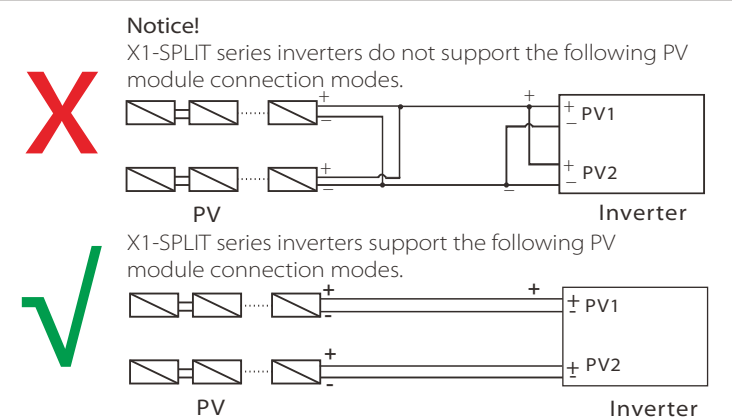 Notice!
X1-SPLIT series inverters do not support the following PV
module connection modes.
+ +
+ PV1
−
−
+ + PV2
− − −
PV Inverter
X1-SPLIT series inverters support the following PV
module connection modes.
+ +
+ PV1
- -
+
+ PV2
- -
PV Inverter